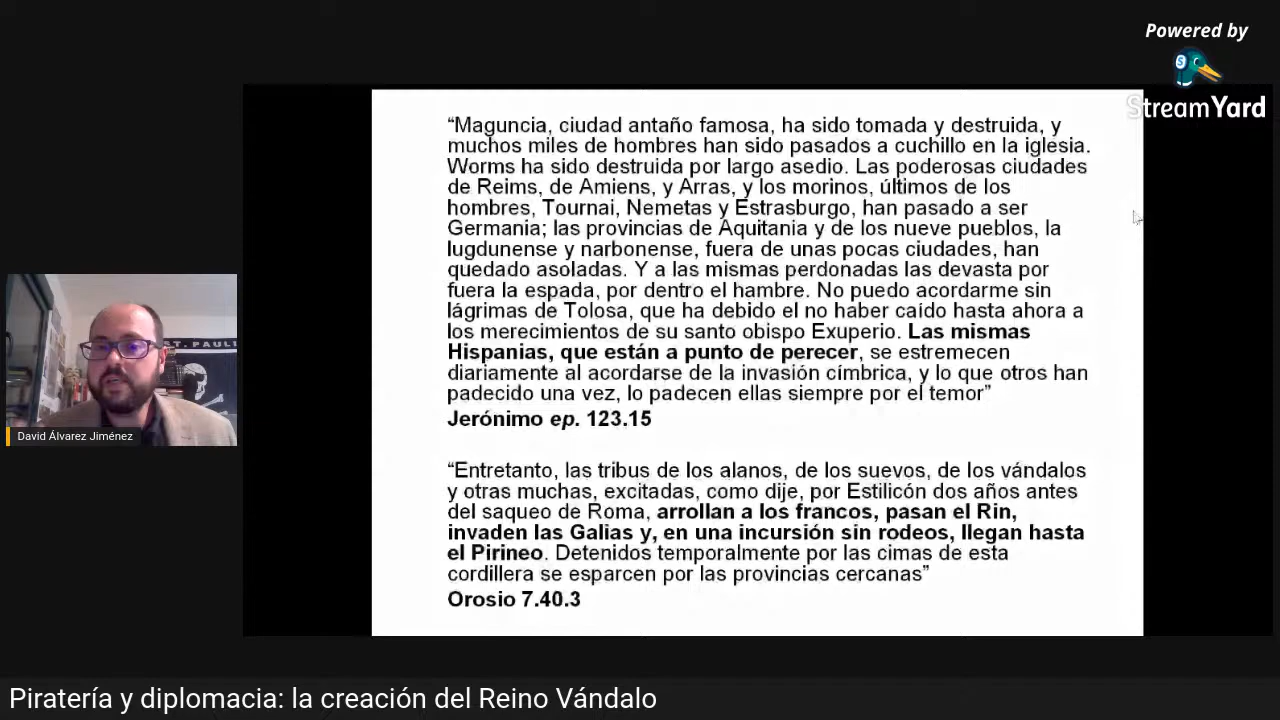 Powered by
StreamYard
“Maguncia, ciudad antaño famosa, ha sido tomada y destruida, y
muchos miles de hombres han sido pasados a cuchillo en la iglesia.
Worms ha sido destruida por largo asedio. Las poderosas ciudades
de Reims, de Amiens, y Arras, y los morinos, últimos de los
hombres, Tournai, Nemetas y Estrasburgo, han pasado a ser
Germania; las provincias de Aquitania y de los nueve pueblos, la
lugdunense y narbonense, fuera de unas pocas ciudades, han
quedado asoladas. Y a las mismas perdonadas las devasta por
fuera la espada, por dentro el hambre. No puedo acordarme sin
lágrimas de Tolosa, que ha debido el no haber caído hasta ahora a
los merecimientos de su santo obispo Exuperio. Las mismas
Hispanias, que están a punto de perecer, se estremecen
diariamente al acordarse de la invasión címbrica, y lo que otros han
padecido una vez, lo padecen ellas siempre por el temor”
Jerónimo ep. 123.15
“Entretanto, las tribus de los alanos, de los suevos, de los vándalos
y otras muchas, excitadas, como dije, por Estilicón dos años antes
del saqueo de Roma, arrollan a los francos, pasan el Rin,
invaden las Galias y, en una incursión sin rodeos, llegan hasta
el Pirineo. Detenidos temporalmente por las cimas de esta
cordillera se esparcen por las provincias cercanas”
Orosio 7.40.3
ST. PAULI
David Álvarez Jiménez
Piratería y diplomacia: la creación del Reino Vándalo